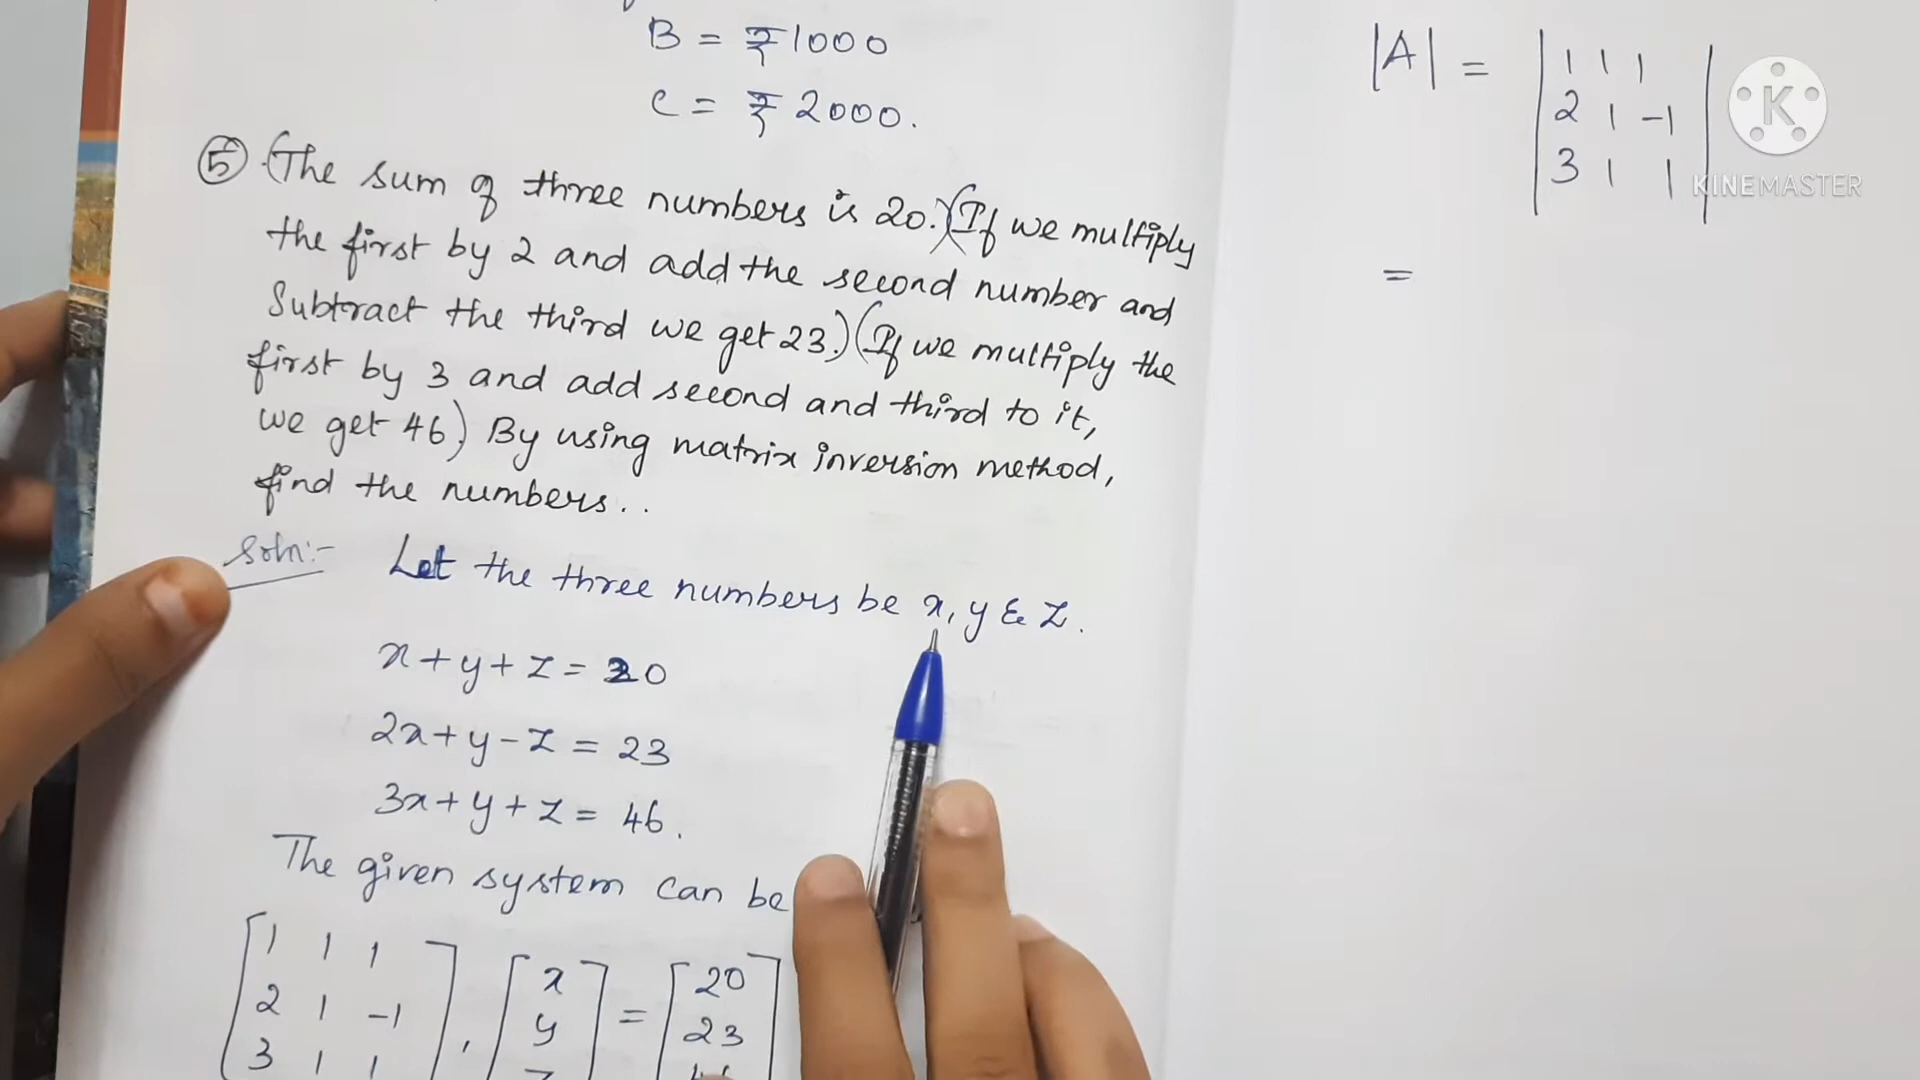 B = ₹1000
C = ₹ 2000.
⑤ (The sum of three numbers is 20.) (If we multiply
the first by 2 and add the second number and
Subtract the third we get 23.) (If we multiply the
first by 3 and add second and third to it,
we get 46) By using matrix inversion method,
find the numbers..
Soln:-
Let the three numbers be x, y & z.
x + y + z = 20
2x + y - z = 23
3x + y + z = 46.
The given system can be
1 1 1
2 1 -1
3 1 1
,
x
y
z
=
20
23
46
|A| =
1 1 1
2 1 -1
3 1 1
=
K
KINEMASTER